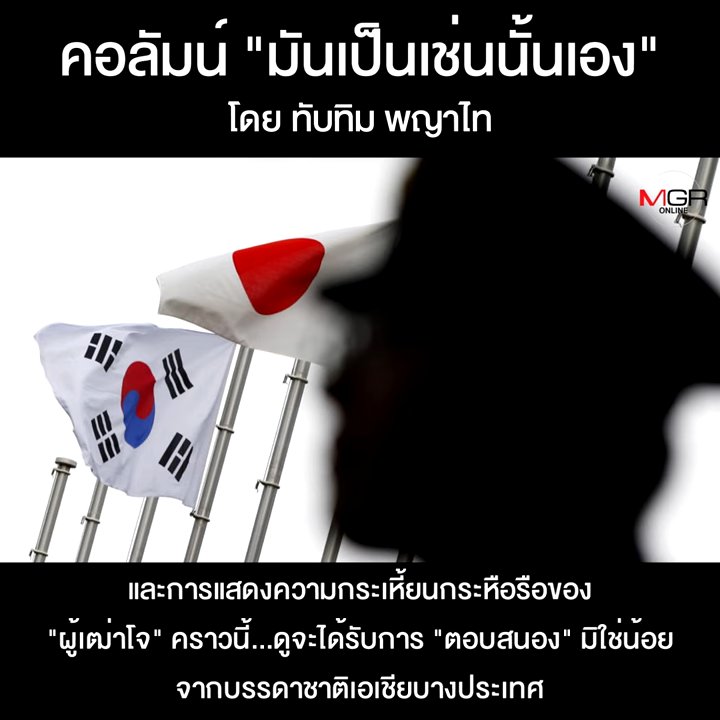 คอลัมน์ "มันเป็นเช่นนั้นเอง"
โดย ทับทิม พญาไท
MGR
ONLINE
และการแสดงความกระเหี้ยนกระหือรือของ
"ผู้เฒ่าโจ" คราวนี้...ดูจะได้รับการ "ตอบสนอง" มิใช่น้อย
จากบรรดาชาติเอเชียบางประเทศ